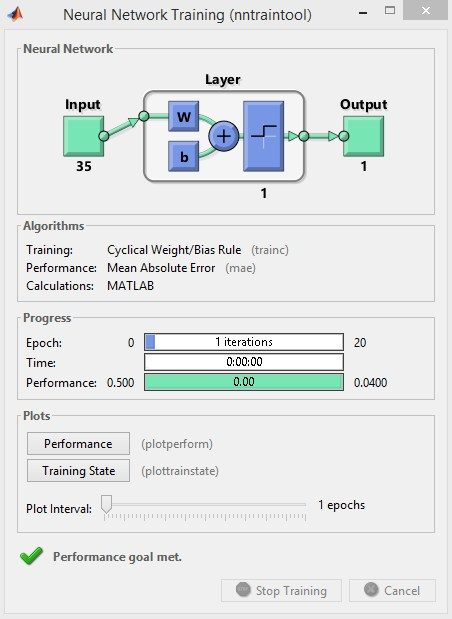 Neural Network Training (nntraintool)
Neural Network
Layer
Input
Output
W
b
35
1
1
Algorithms
Training: Cyclical Weight/Bias Rule (trainc)
Performance: Mean Absolute Error (mae)
Calculations: MATLAB
Progress
Epoch: 0 1 iterations 20
Time: 0:00:00
Performance: 0.500 0.00 0.0400
Plots
Performance (plotperform)
Training State (plottrainstate)
Plot Interval: 1 epochs
Performance goal met.
Stop Training Cancel